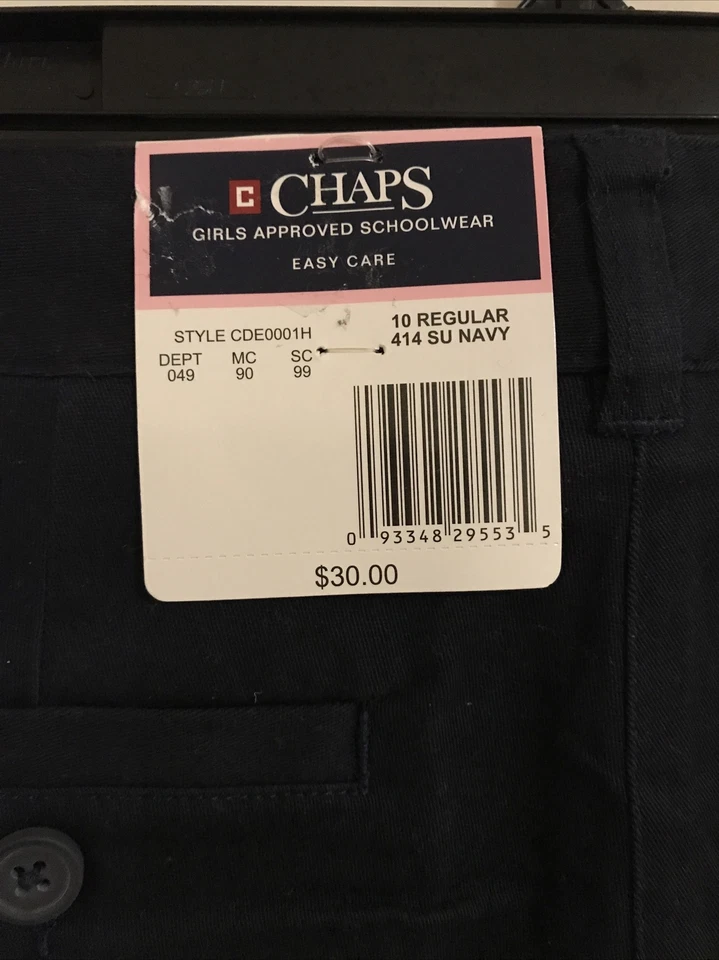 C CHAPS
GIRLS APPROVED SCHOOLWEAR
EASY CARE
STYLE CDE0001H
10 REGULAR
414 SU NAVY
DEPT MC SC
049 90 99
0 93348 29553 5
$30.00